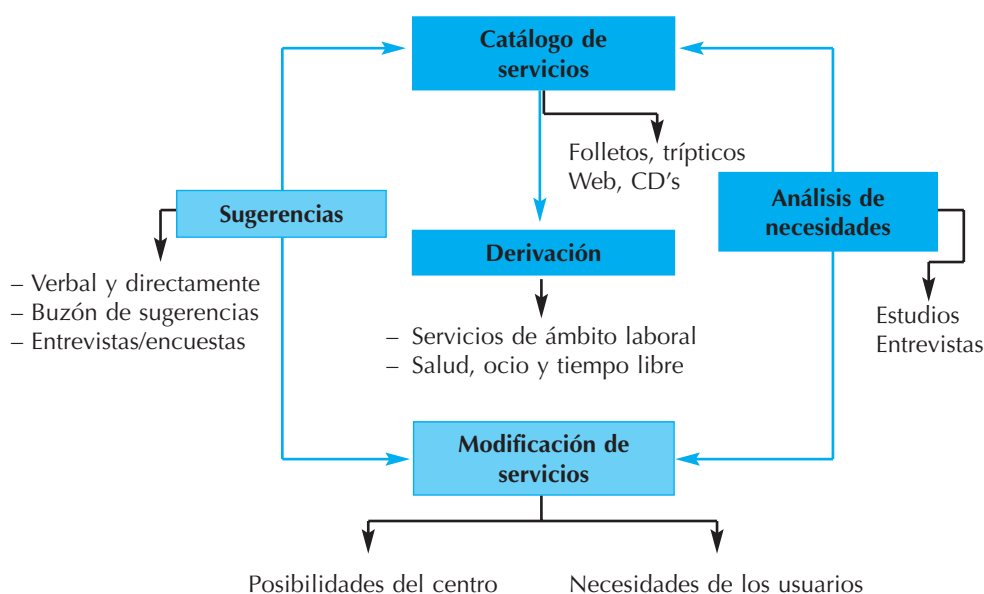 Catálogo de
servicios
Folletos, trípticos
Web, CD’s
Sugerencias
Análisis de
necesidades
Derivación
– Verbal y directamente
– Buzón de sugerencias
– Entrevistas/encuestas
– Servicios de ámbito laboral
– Salud, ocio y tiempo libre
Estudios
Entrevistas
Modificación de
servicios
Posibilidades del centro
Necesidades de los usuarios